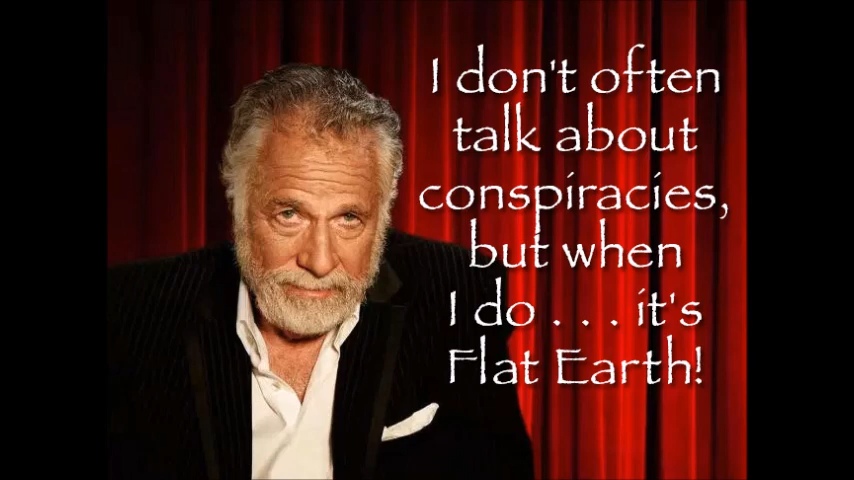 I don't often
talk about
conspiracies,
but when
I do . . . it's
Flat Earth!